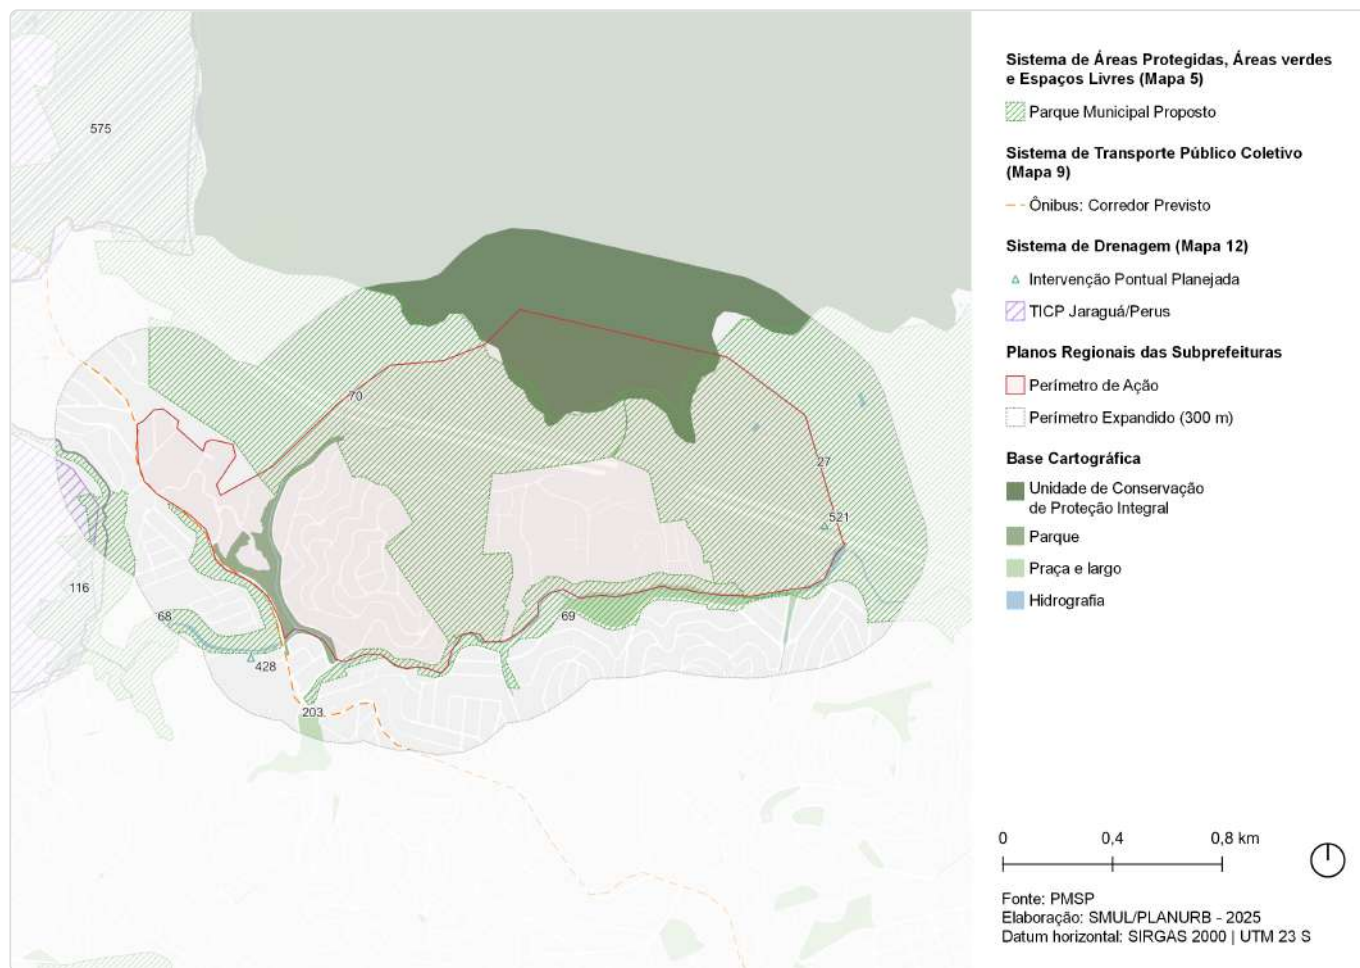 Sistema de Áreas Protegidas, Áreas verdes
e Espaços Livres (Mapa 5)
Parque Municipal Proposto
Sistema de Transporte Público Coletivo
(Mapa 9)
Ônibus: Corredor Previsto
Sistema de Drenagem (Mapa 12)
Intervenção Pontual Planejada
TICP Jaraguá/Perus
Planos Regionais das Subprefeituras
Perímetro de Ação
Perímetro Expandido (300 m)
Base Cartográfica
Unidade de Conservação
de Proteção Integral
Parque
Praça e largo
Hidrografia
575
70
27
521
116
68
69
428
203
0 0,4 0,8 km
Fonte: PMSP
Elaboração: SMUL/PLANURB - 2025
Datum horizontal: SIRGAS 2000 | UTM 23 S